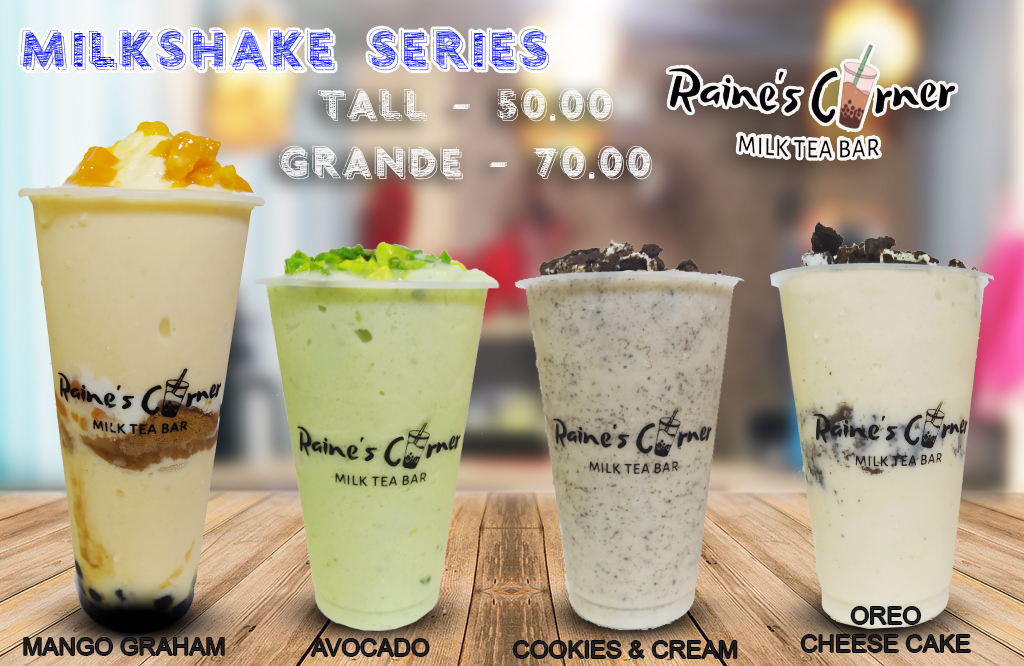 MILKSHAKE SERIES
TALL - 50.00
GRANDE - 70.00
Raine's Corner
MILK TEA BAR
Raine's Corner
MILK TEA BAR
Raine's Corner
MILK TEA BAR
Raine's Corner
MILK TEA BAR
Raine's Corner
MILK TEA BAR
MANGO GRAHAM
AVOCADO
COOKIES & CREAM
OREO
CHEESE CAKE